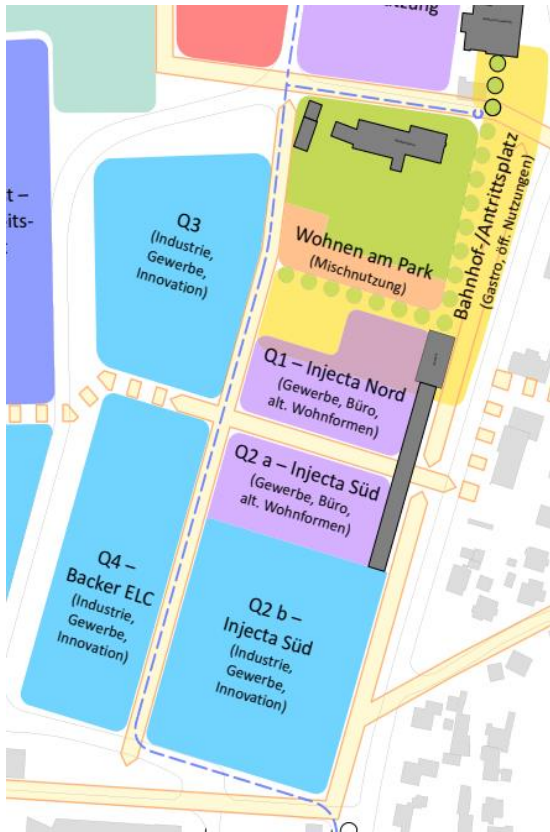 utzung
t –
its-
Q3
(Industrie,
Gewerbe,
Innovation)
Wohnen am Park
(Mischnutzung)
Bahnhof-/Antrittsplatz
(Gastro, öff. Nutzungen)
Q1 – Injecta Nord
(Gewerbe, Büro,
alt. Wohnformen)
Q2 a – Injecta Süd
(Gewerbe, Büro,
alt. Wohnformen)
Q4 –
Backer ELC
(Industrie,
Gewerbe,
Innovation)
Q2 b –
Injecta Süd
(Industrie,
Gewerbe,
Innovation)